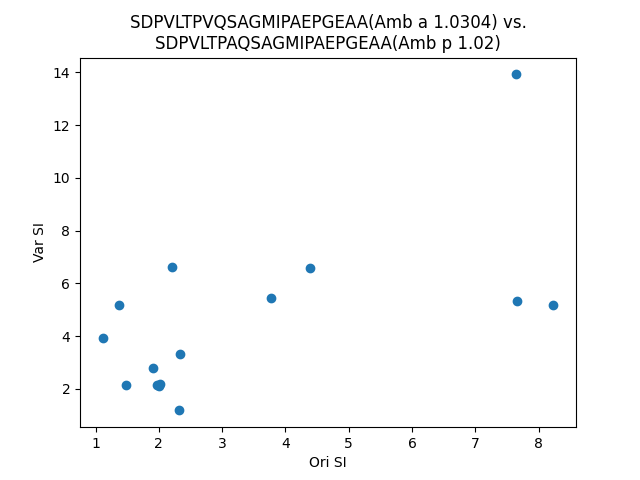 SDPVLTPVQSAGMIPAEPGEAA(Amb a 1.0304) vs.
SDPVLTPAQSAGMIPAEPGEAA(Amb p 1.02)
14
12
10
8
6
4
2
Var SI
1 2 3 4 5 6 7 8
Ori SI